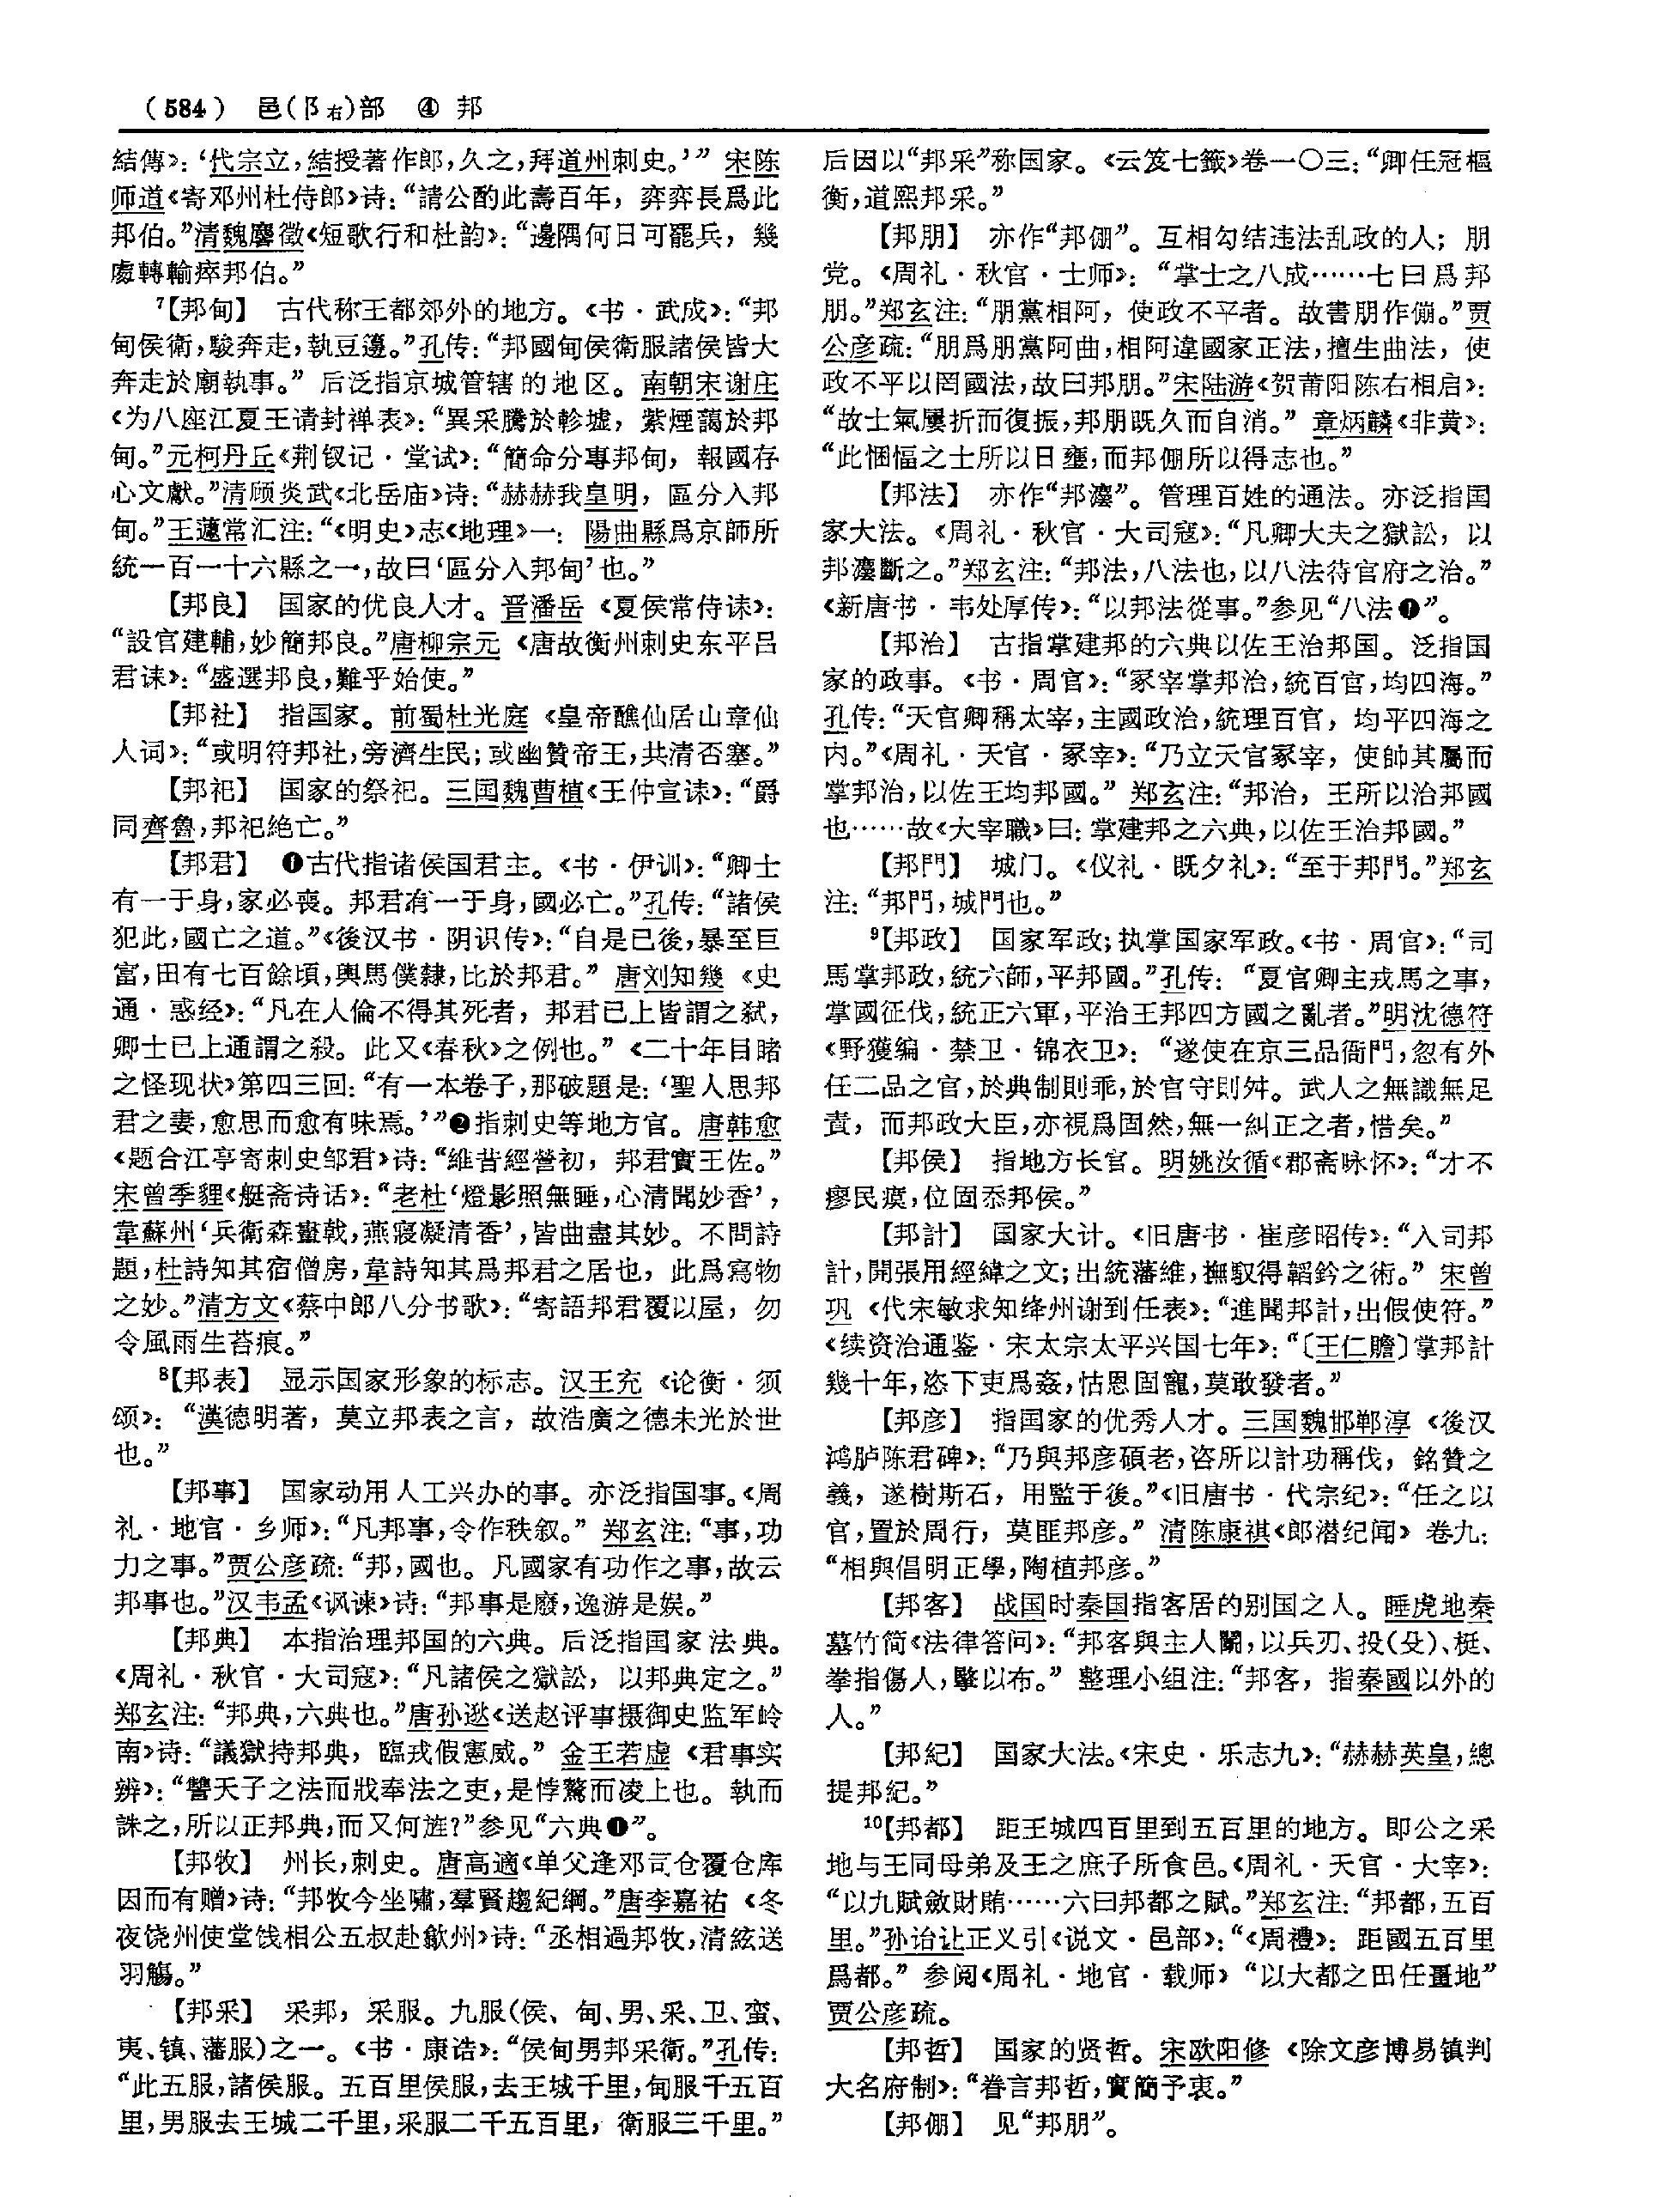 （584）　邑(阝右)部　④　邦
結傳》：‘代宗立，結授著作郎，久之，拜道州刺史。’” 宋陈
师道《寄邓州杜侍郎》诗：“請公酌此壽百年，弈弈長爲此
邦伯。”清魏麐徵《短歌行和杜韵》：“邊隅何日可罷兵，幾
處轉輸瘁邦伯。”
⁷【邦甸】　古代称王都郊外的地方。《书·武成》：“邦
甸侯衛，駿奔走，執豆籩。”孔传：“邦國甸侯衛服諸侯皆大
奔走於廟執事。” 后泛指京城管辖的地区。南朝宋谢庄
《为八座江夏王请封禅表》：“異采騰於軫墟，紫煙藹於邦
甸。”元柯丹丘《荆钗记·堂试》：“簡命分專邦甸，報國存
心文獻。”清顾炎武《北岳庙》诗：“赫赫我皇明，區分入邦
甸。”王蘧常汇注：“《明史》志《地理》一：陽曲縣爲京師所
統一百一十六縣之一，故曰‘區分入邦甸’也。”
【邦良】　国家的优良人才。晋潘岳《夏侯常侍诔》：
“設官建輔，妙簡邦良。”唐柳宗元《唐故衡州刺史东平吕
君诔》：“盛選邦良，難乎始使。”
【邦社】　指国家。前蜀杜光庭《皇帝醮仙居山章仙
人词》：“或明符邦社，旁濟生民；或幽贊帝王，共清否塞。”
【邦祀】　国家的祭祀。三国魏曹植《王仲宣诔》：“爵
同齊魯，邦祀絶亡。”
【邦君】　❶古代指诸侯国君主。《书·伊训》：“卿士
有一于身，家必喪。邦君有一于身，國必亡。”孔传：“諸侯
犯此，國亡之道。”《後汉书·阴识传》：“自是已後，暴至巨
富，田有七百餘頃，輿馬僕隸，比於邦君。” 唐刘知幾《史
通·惑经》：“凡在人倫不得其死者，邦君已上皆謂之弑，
卿士已上通謂之殺。此又《春秋》之例也。”《二十年目睹
之怪现状》第四三回：“有一本卷子，那破題是：‘聖人思邦
君之妻，愈思而愈有味焉。’”❷指刺史等地方官。唐韩愈
《题合江亭寄刺史邹君》诗：“維昔經營初，邦君實王佐。”
宋曾季貍《艇斋诗话》：“老杜‘燈影照無睡，心清聞妙香’，
韋蘇州‘兵衛森畫戟，燕寢凝清香’，皆曲盡其妙。不問詩
題，杜詩知其宿僧房，韋詩知其爲邦君之居也，此爲寫物
之妙。”清方文《蔡中郎八分书歌》：“寄語邦君覆以屋，勿
令風雨生苔痕。”
⁸【邦表】　显示国家形象的标志。汉王充《论衡·须
颂》：“漢德明著，莫立邦表之言，故浩廣之德未光於世
也。”
【邦事】　国家动用人工兴办的事。亦泛指国事。《周
礼·地官·乡师》：“凡邦事，令作秩叙。” 郑玄注：“事，功
力之事。”贾公彦疏：“邦，國也。凡國家有功作之事，故云
邦事也。”汉韦孟《讽谏》诗：“邦事是廢，逸游是娱。”
【邦典】　本指治理邦国的六典。后泛指国家法典。
《周礼·秋官·大司寇》：“凡諸侯之獄訟，以邦典定之。”
郑玄注：“邦典，六典也。”唐孙逖《送赵评事摄御史监军岭
南》诗：“議獄持邦典，臨戎假憲威。” 金王若虚《君事实
辨》：“讐天子之法而戕奉法之吏，是悖驁而凌上也。執而
誅之，所以正邦典，而又何旌？”参见“六典❶”。
【邦牧】　州长，刺史。唐高適《单父逢邓司仓覆仓库
因而有赠》诗：“邦牧今坐嘯，羣賢趨紀綱。”唐李嘉祐《冬
夜饶州使堂饯相公五叔赴歙州》诗：“丞相過邦牧，清絃送
羽觴。”
【邦采】　采邦，采服。九服(侯、甸、男、采、卫、蛮、
夷、镇、藩服)之一。《书·康诰》：“侯甸男邦采衛。”孔传：
“此五服，諸侯服。五百里侯服，去王城千里，甸服千五百
里，男服去王城二千里，采服二千五百里，衛服三千里。”
后因以“邦采”称国家。《云笈七籤》卷一〇三：“卿任冠樞
衡，道熙邦采。”
【邦朋】　亦作“邦倗”。互相勾结违法乱政的人；朋
党。《周礼·秋官·士师》：“掌士之八成……七曰爲邦
朋。”郑玄注：“朋黨相阿，使政不平者。故書朋作傰。”贾
公彦疏：“朋爲朋黨阿曲，相阿違國家正法，擅生曲法，使
政不平以罔國法，故曰邦朋。”宋陆游《贺莆阳陈右相启》：
“故士氣屢折而復振，邦朋既久而自消。” 章炳麟《非黄》：
“此悃愊之士所以日壅，而邦倗所以得志也。”
【邦法】　亦作“邦灋”。管理百姓的通法。亦泛指国
家大法。《周礼·秋官·大司寇》：“凡卿大夫之獄訟，以
邦灋斷之。”郑玄注：“邦法，八法也，以八法待官府之治。”
《新唐书·韦处厚传》：“以邦法從事。”参见“八法❶”。
【邦治】　古指掌建邦的六典以佐王治邦国。泛指国
家的政事。《书·周官》：“冢宰掌邦治，統百官，均四海。”
孔传：“天官卿稱太宰，主國政治，統理百官，均平四海之
内。”《周礼·天官·冢宰》：“乃立天官冢宰，使帥其屬而
掌邦治，以佐王均邦國。” 郑玄注：“邦治，王所以治邦國
也……故《大宰職》曰：掌建邦之六典，以佐王治邦國。”
【邦門】　城门。《仪礼·既夕礼》：“至于邦門。”郑玄
注：“邦門，城門也。”
⁹【邦政】　国家军政；执掌国家军政。《书·周官》：“司
馬掌邦政，統六師，平邦國。”孔传：“夏官卿主戎馬之事，
掌國征伐，統正六軍，平治王邦四方國之亂者。”明沈德符
《野獲编·禁卫·锦衣卫》：“遂使在京三品衙門，忽有外
任二品之官，於典制則乖，於官守則舛。武人之無識無足
責，而邦政大臣，亦視爲固然，無一糾正之者，惜矣。”
【邦侯】　指地方长官。明姚汝循《郡斋咏怀》：“才不
瘳民瘼，位固忝邦侯。”
【邦計】　国家大计。《旧唐书·崔彦昭传》：“入司邦
計，開張用經緯之文；出統藩維，撫馭得韜鈐之術。” 宋曾
巩《代宋敏求知绛州谢到任表》：“進聞邦計，出假使符。”
《续资治通鉴·宋太宗太平兴国七年》：“〔王仁贍〕掌邦計
幾十年，恣下吏爲姦，怙恩固寵，莫敢發者。”
【邦彦】　指国家的优秀人才。三国魏邯郸淳《後汉
鸿胪陈君碑》：“乃與邦彦碩老，咨所以計功稱伐，銘贊之
義，遂樹斯石，用監于後。”《旧唐书·代宗纪》：“任之以
官，置於周行，莫匪邦彦。” 清陈康祺《郎潜纪闻》卷九：
“相與倡明正學，陶植邦彦。”
【邦客】　战国时秦国指客居的别国之人。睡虎地秦
墓竹简《法律答问》：“邦客與主人鬭，以兵刃、投(殳)、梃、
拳指傷人，擊以布。” 整理小组注：“邦客，指秦國以外的
人。”
【邦紀】　国家大法。《宋史·乐志九》：“赫赫英皇，總
提邦紀。”
¹⁰【邦都】　距王城四百里到五百里的地方。即公之采
地与王同母弟及王之庶子所食邑。《周礼·天官·大宰》：
“以九賦斂財賄……六曰邦都之賦。”郑玄注：“邦都，五百
里。”孙诒让正义引《说文·邑部》：“《周禮》：距國五百里
爲都。” 参阅《周礼·地官·载师》“以大都之田任畺地”
贾公彦疏。
【邦哲】　国家的贤哲。宋欧阳修《除文彦博易镇判
大名府制》：“眷言邦哲，實簡予衷。”
【邦倗】　见“邦朋”。